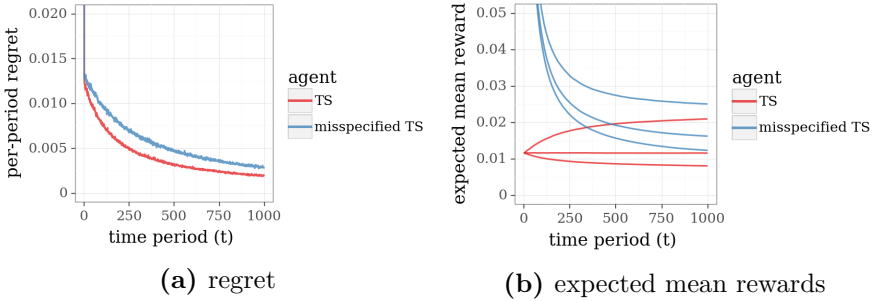 0.020
0.015
0.010
0.005
0
per-period regret
0 250 500 750 1000
time period (t)
agent
TS
misspecified TS
(a) regret
0.05
0.04
0.03
0.02
0.01
0
expected mean reward
0 250 500 750 1000
time period (t)
agent
TS
misspecified TS
(b) expected mean rewards